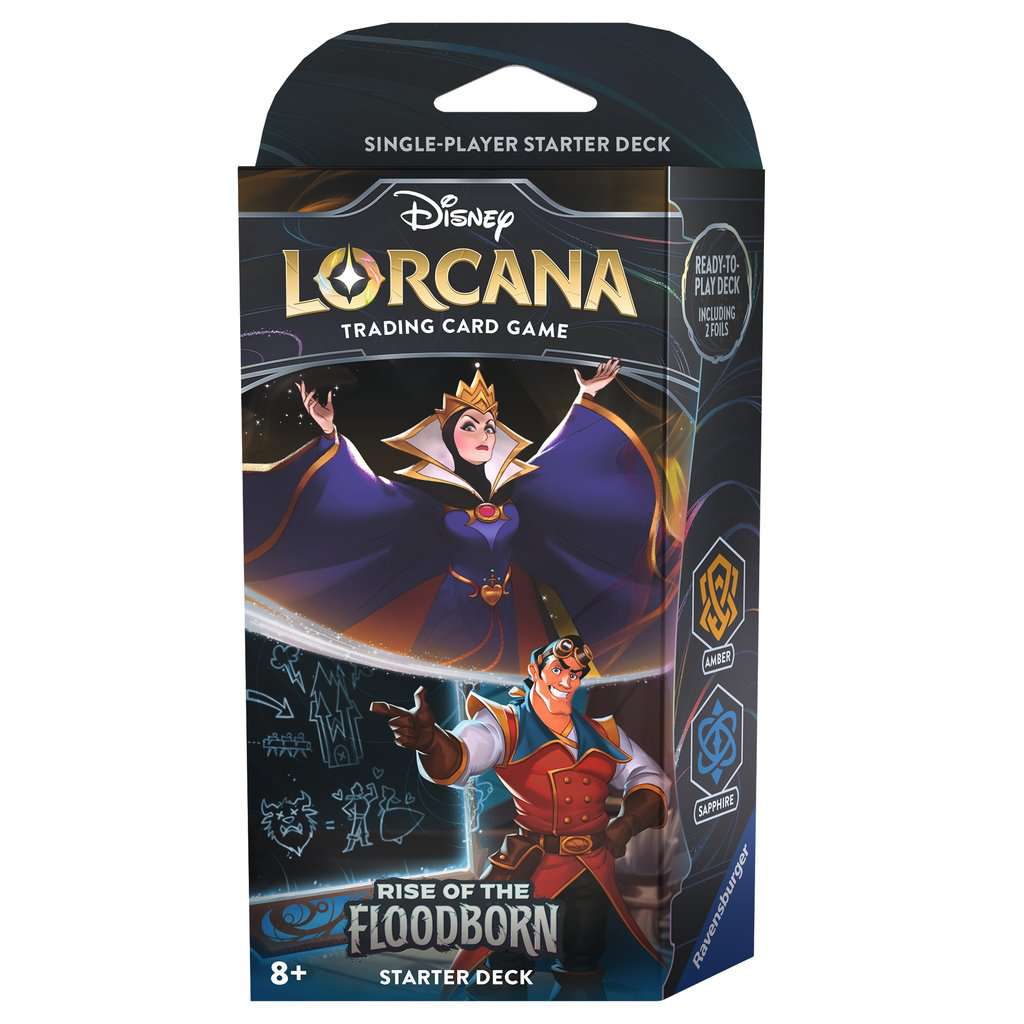 SINGLE-PLAYER STARTER DECK
Disney
LORCANA
TRADING CARD GAME
READY-TO-
PLAY DECK
INCLUDING
2 FOILS
AMBER
SAPPHIRE
=
RISE OF THE
FLOODBORN
8+
STARTER DECK
Ravensburger